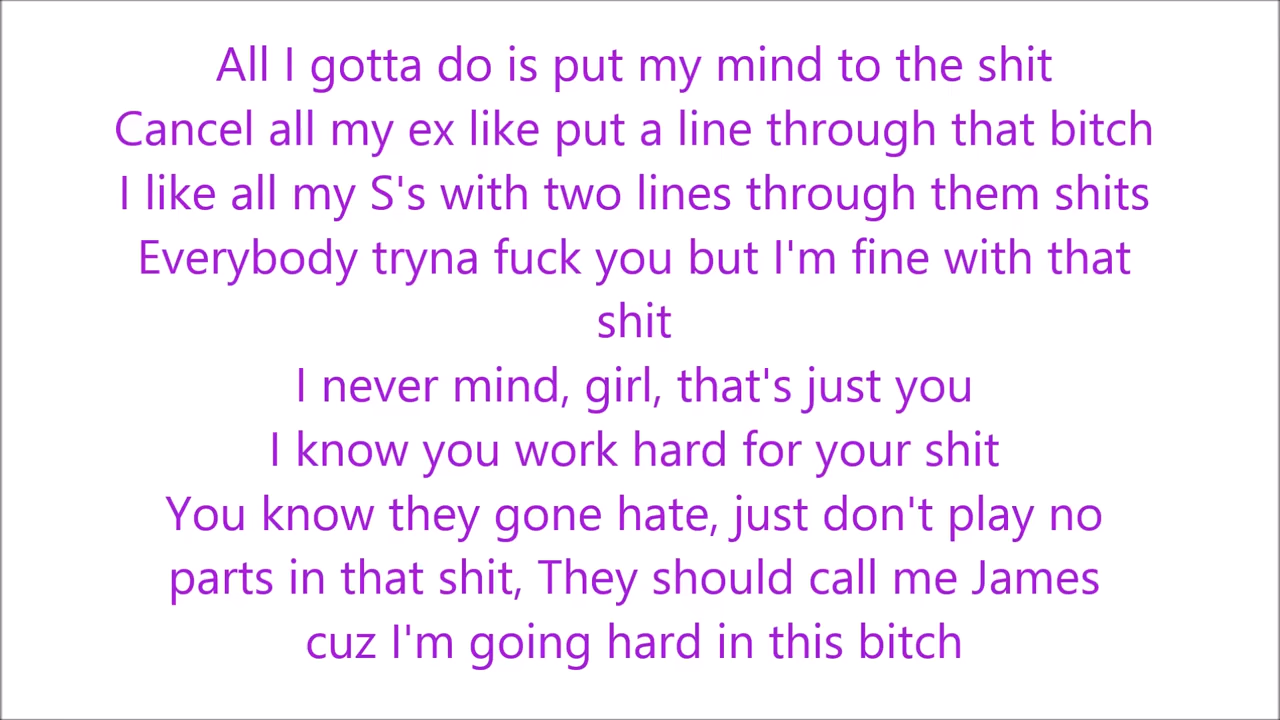 All I gotta do is put my mind to the shit
Cancel all my ex like put a line through that bitch
I like all my S's with two lines through them shits
Everybody tryna fuck you but I'm fine with that
shit
I never mind, girl, that's just you
I know you work hard for your shit
You know they gone hate, just don't play no
parts in that shit, They should call me James
cuz I'm going hard in this bitch